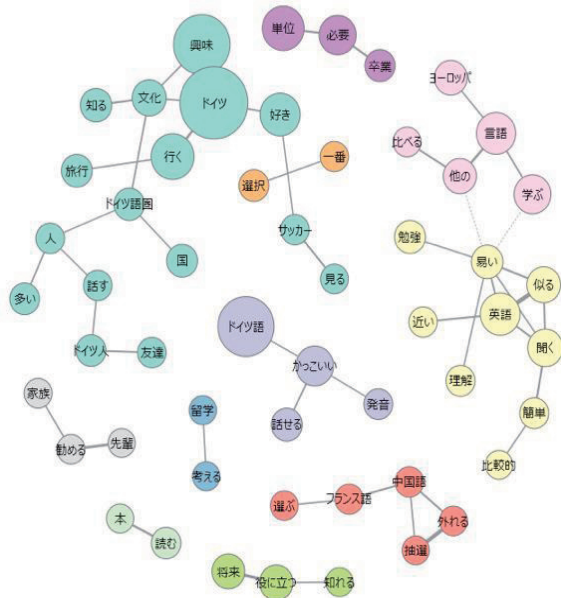 興味
文化
知る
ドイツ
好き
行く
旅行
ドイツ語圏
人
国
多い
話す
ドイツ人
友達
サッカー
見る
単位
必要
卒業
一番
選択
ヨーロッパ
言語
比べる
他の
学ぶ
勉強
易い
似る
英語
近い
聞く
理解
簡単
比較的
ドイツ語
かっこいい
発音
話せる
家族
勧める
先輩
留学
考える
本
読む
中国語
フランス語
選ぶ
外れる
抽選
将来
役に立つ
知れる